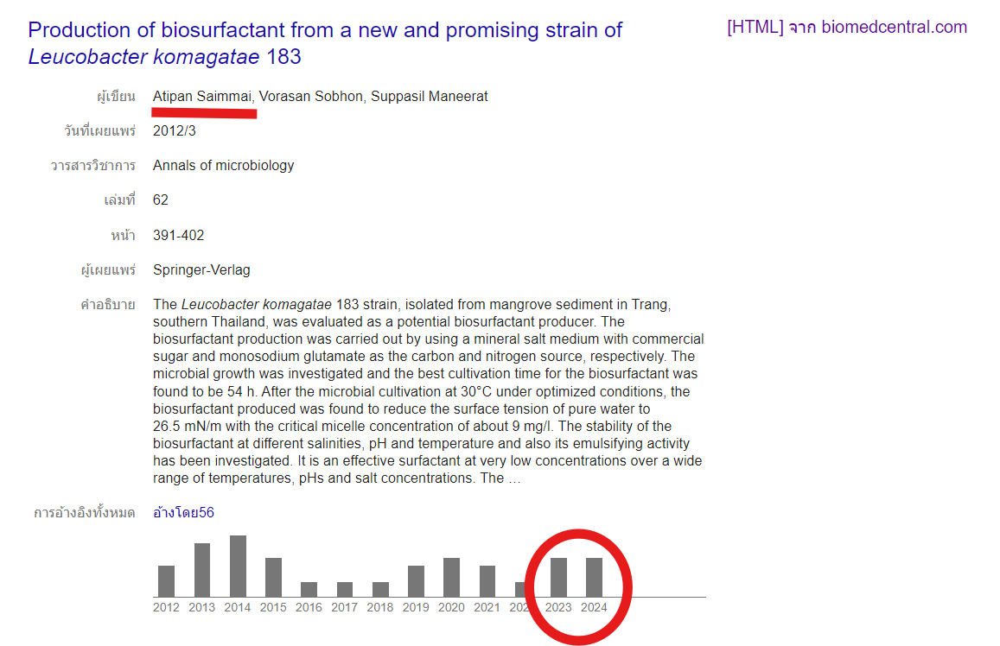 Production of biosurfactant from a new and promising strain of
Leucobacter komagatae 183
[HTML] จาก biomedcentral.com
ผู้เขียน Atipan Saimmai, Vorasan Sobhon, Suppasil Maneerat
วันที่เผยแพร่ 2012/3
วารสารวิชาการ Annals of microbiology
เล่มที่ 62
หน้า 391-402
ผู้เผยแพร่ Springer-Verlag
คำอธิบาย The Leucobacter komagatae 183 strain, isolated from mangrove sediment in Trang,
southern Thailand, was evaluated as a potential biosurfactant producer. The
biosurfactant production was carried out by using a mineral salt medium with commercial
sugar and monosodium glutamate as the carbon and nitrogen source, respectively. The
microbial growth was investigated and the best cultivation time for the biosurfactant was
found to be 54 h. After the microbial cultivation at 30°C under optimized conditions, the
biosurfactant produced was found to reduce the surface tension of pure water to
26.5 mN/m with the critical micelle concentration of about 9 mg/l. The stability of the
biosurfactant at different salinities, pH and temperature and also its emulsifying activity
has been investigated. It is an effective surfactant at very low concentrations over a wide
range of temperatures, pHs and salt concentrations. The …
การอ้างอิงทั้งหมด อ้างโดย56
2012 2013 2014 2015 2016 2017 2018 2019 2020 2021 2023 2024